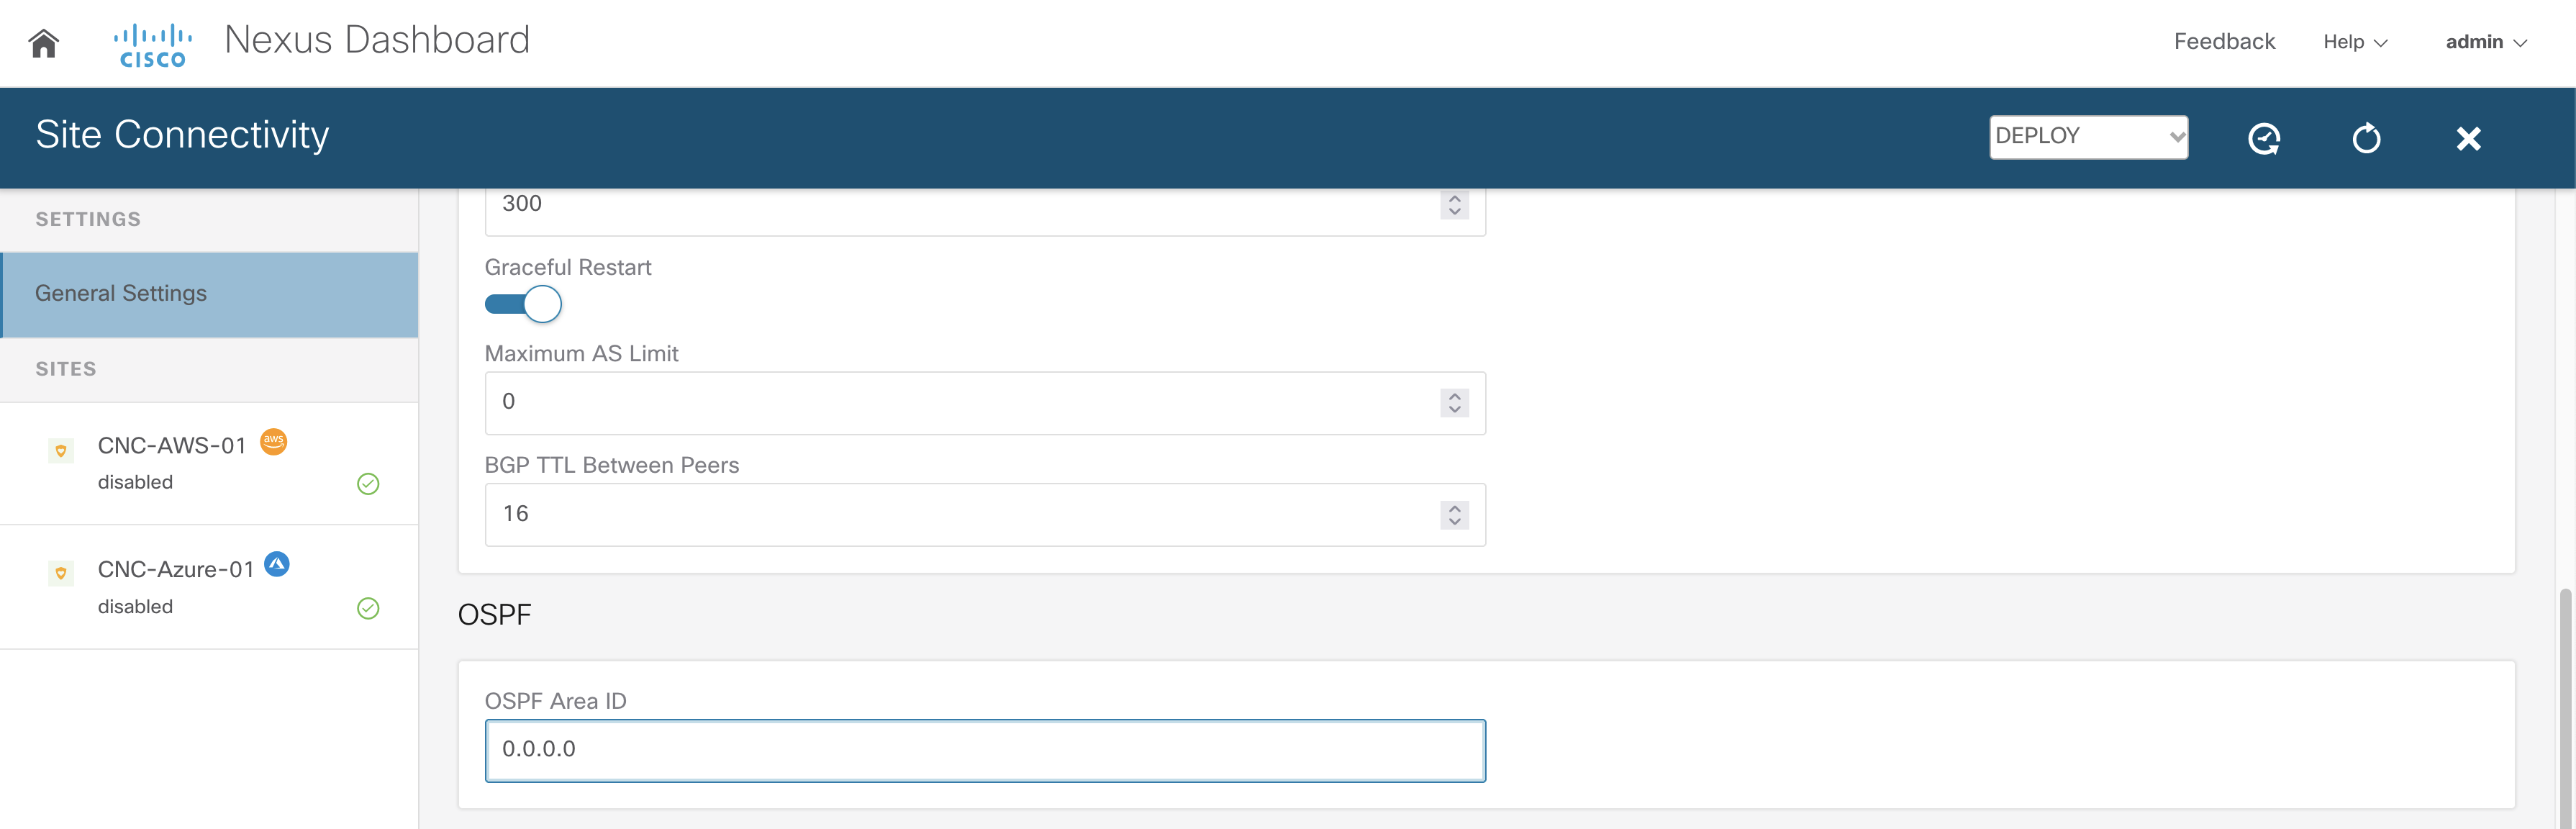 CISCO Nexus Dashboard Feedback Help admin
Site Connectivity DEPLOY
SETTINGS
General Settings
SITES
CNC-AWS-01 aws
disabled
CNC-Azure-01
disabled
300
Graceful Restart
Maximum AS Limit
0
BGP TTL Between Peers
16
OSPF
OSPF Area ID
0.0.0.0